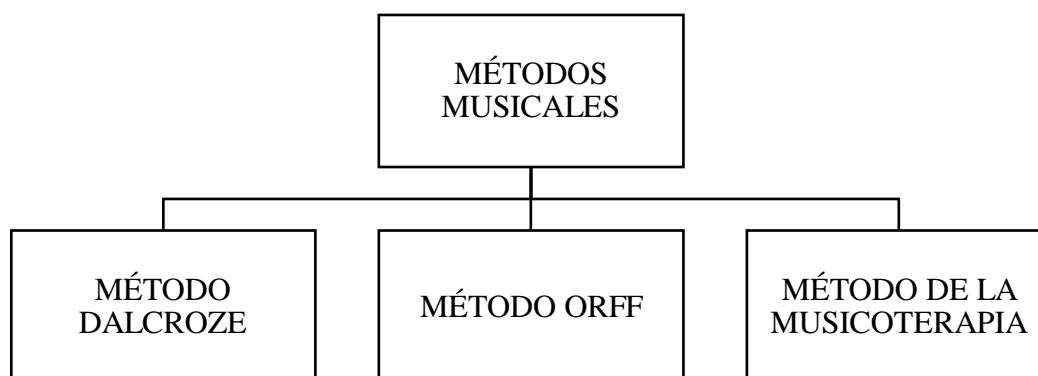 MÉTODOS
MUSICALES
MÉTODO
DALCROZE
MÉTODO ORFF
MÉTODO DE LA
MUSICOTERAPIA